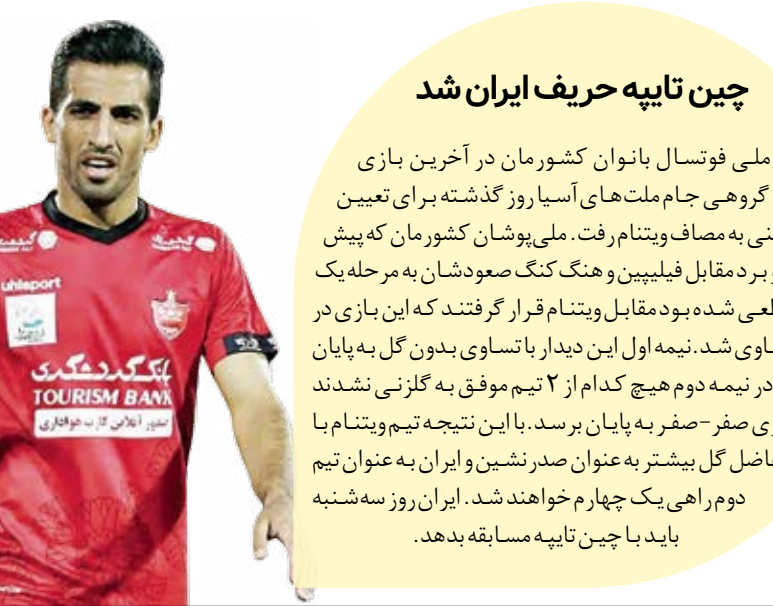 چین تایپه حریف ایران شد
ملی فوتسال بانوان کشورمان در آخرین بازی
گروهی جام ملت‌های آسیا روز گذشته برای تعیین
به مصاف ویتنام رفت. ملی‌پوشان کشورمان که پیش
برد مقابل فیلیپین و هنگ کنگ صعودشان به مرحله یک
شده بود مقابل ویتنام قرار گرفتند که این بازی در
شد. نیمه اول این دیدار با تساوی بدون گل به پایان
در نیمه دوم هیچ کدام از ۲ تیم موفق به گلزنی نشدند
صفر-صفر به پایان برسد. با این نتیجه تیم ویتنام با
گل بیشتر به عنوان صدرنشین و ایران به عنوان تیم
دوم راهی یک چهارم خواهند شد. ایران روز سه‌شنبه
باید با چین تایپه مسابقه بدهد.
uhlsport
بانک گردشگری
TOURISM BANK